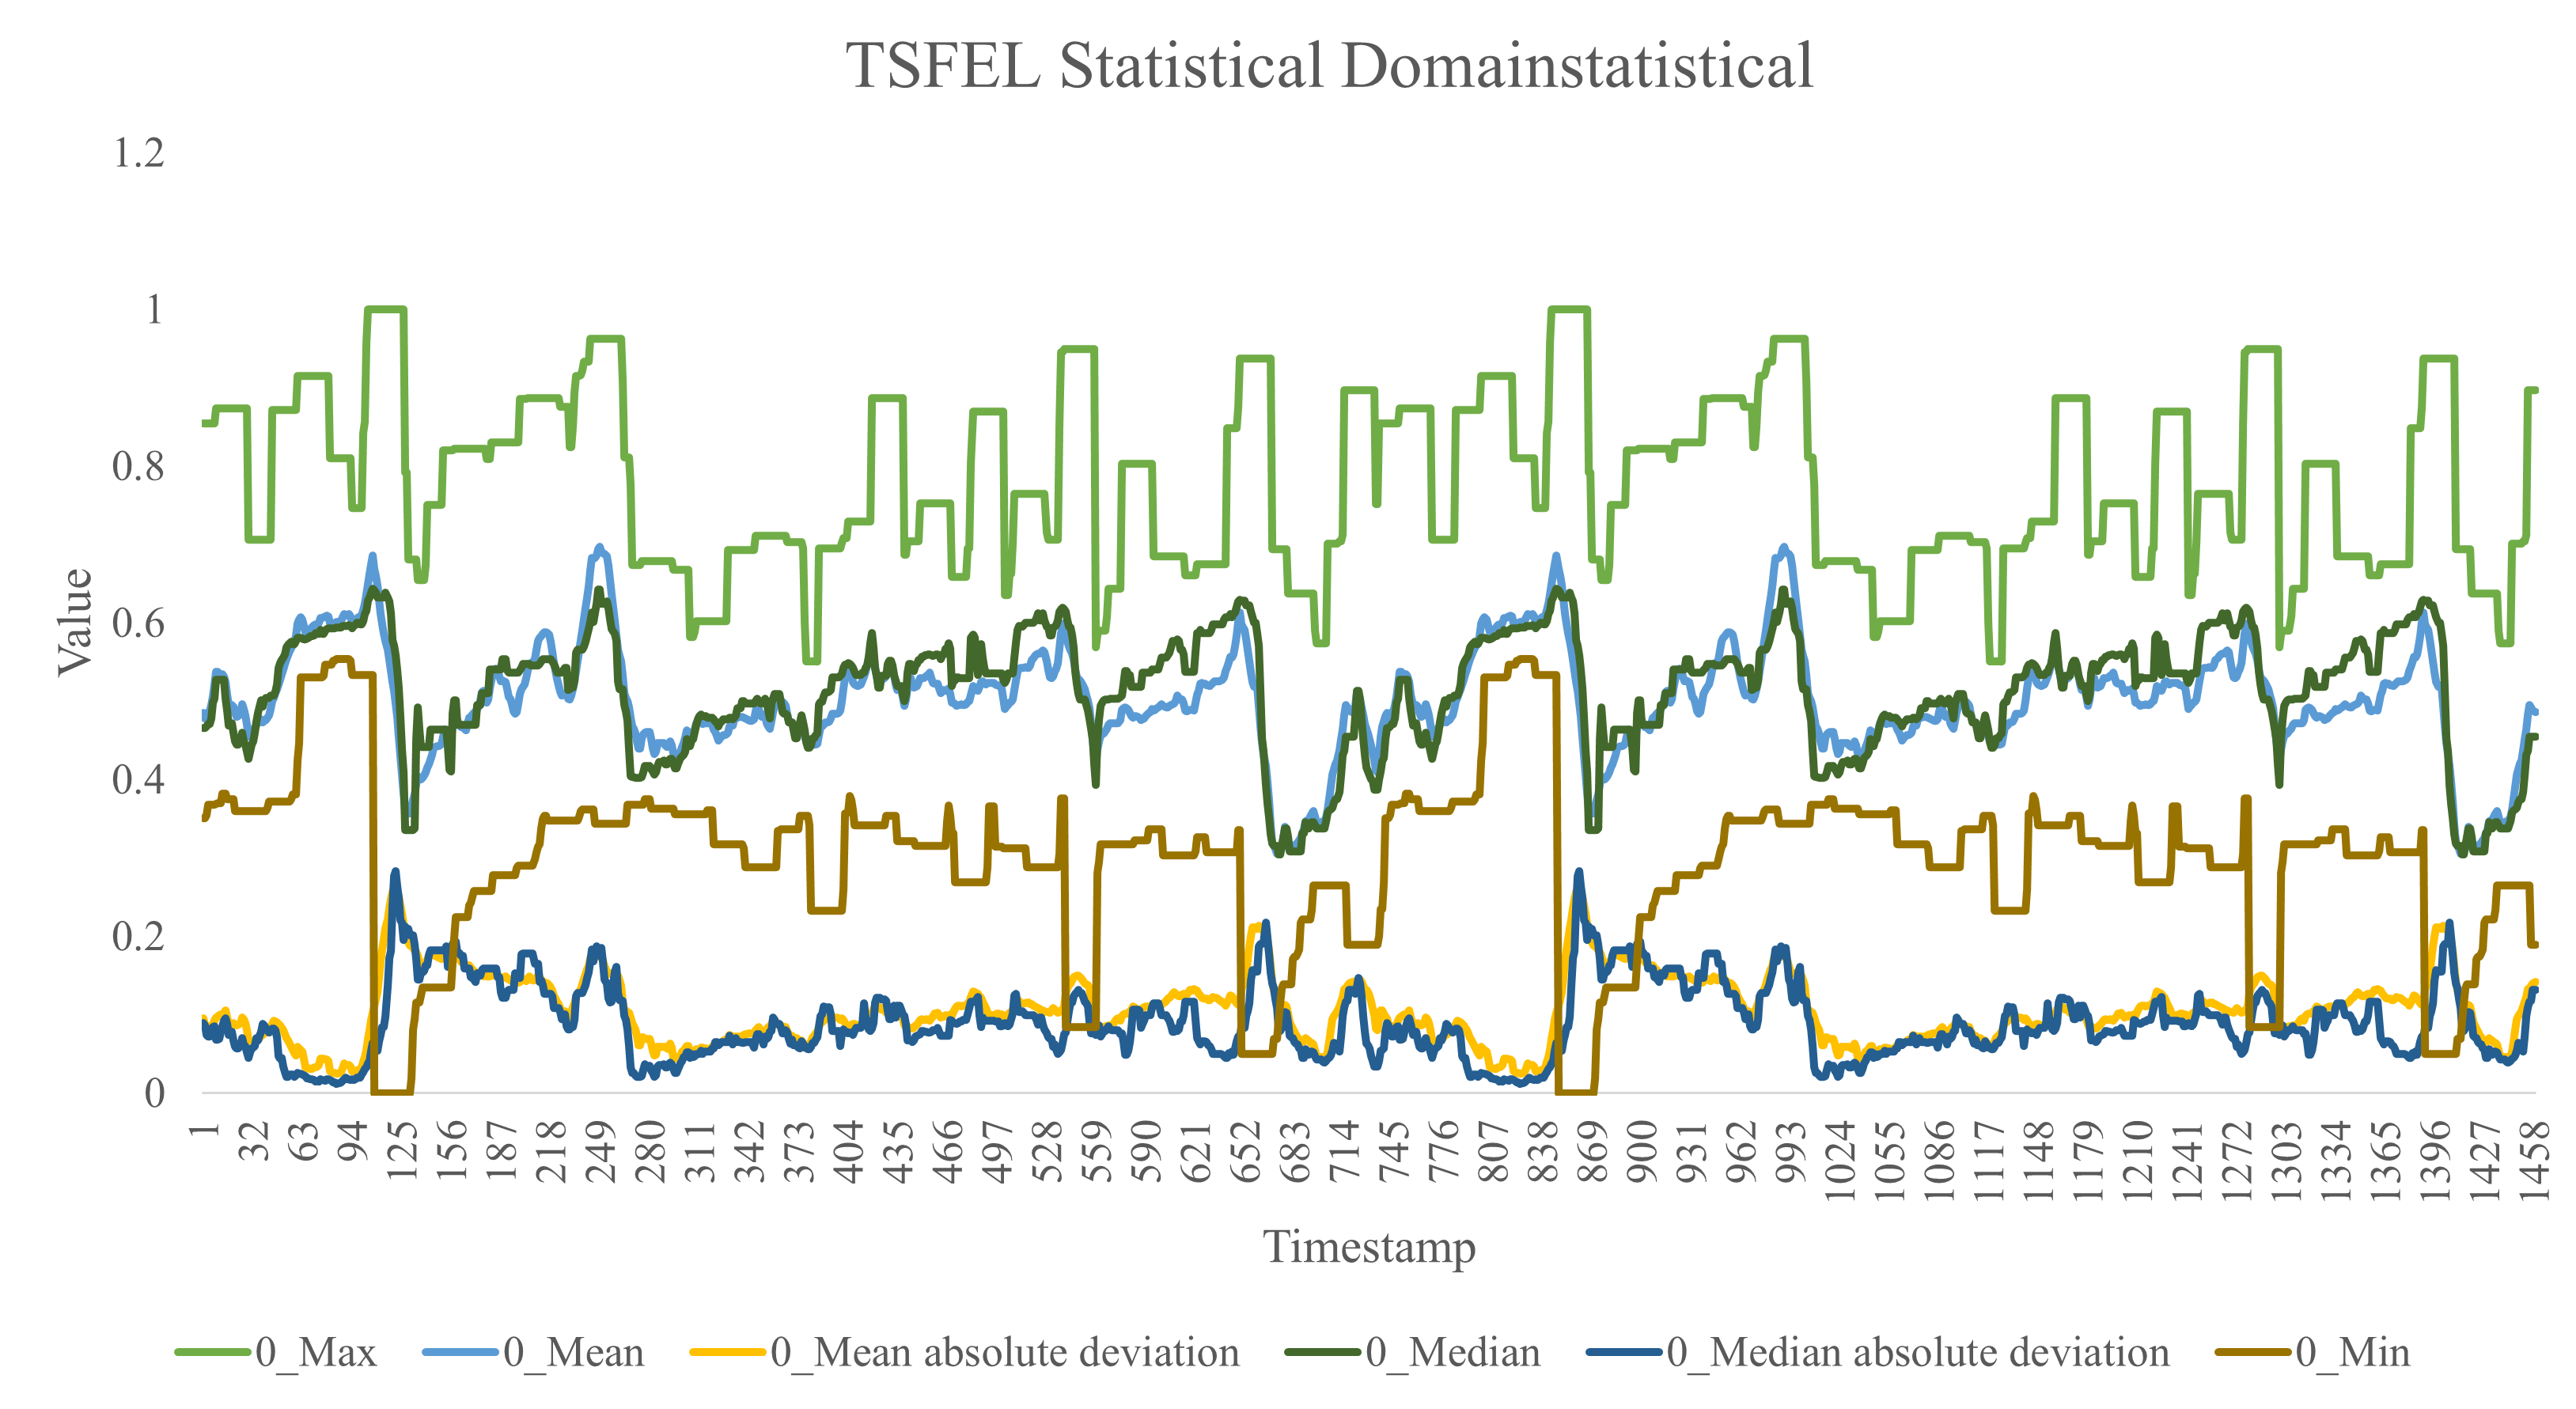 TSFEL Statistical Domainstatistical
1.2
1
0.8
0.6
0.4
0.2
0
Value
1 32 63 94 125 156 187 218 249 280 311 342 373 404 435 466 497 528 559 590 621 652 683 714 745 776 807 838 869 900 931 962 993 1024 1055 1086 1117 1148 1179 1210 1241 1272 1303 1334 1365 1396 1427 1458
Timestamp
0_Max 0_Mean 0_Mean absolute deviation 0_Median 0_Median absolute deviation 0_Min